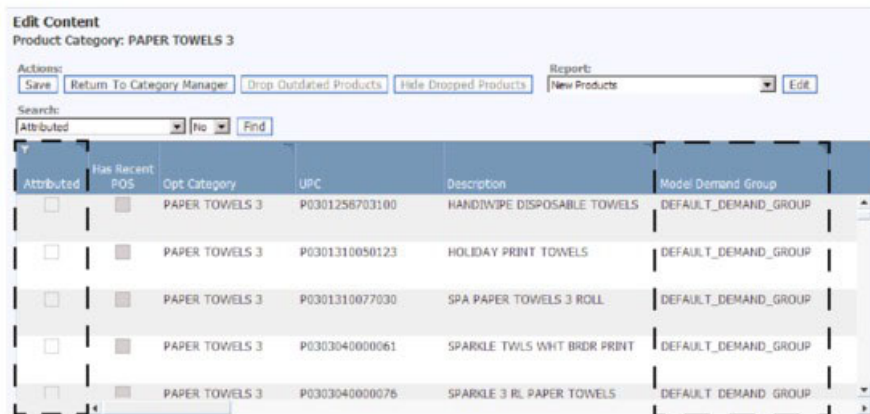 Edit Content
Product Category: PAPER TOWELS 3
Actions: Report:
Save Return To Category Manager Drop Outdated Products Hide Dropped Products New Products Edit
Search:
Attributed No Find
Attributed Has Recent POS Opt Category UPC Description Model Demand Group
PAPER TOWELS 3 P0301258703100 HANDIWIPE DISPOSABLE TOWELS DEFAULT_DEMAND_GROUP
PAPER TOWELS 3 P0301310050123 HOLIDAY PRINT TOWELS DEFAULT_DEMAND_GROUP
PAPER TOWELS 3 P0301310077030 SPA PAPER TOWELS 3 ROLL DEFAULT_DEMAND_GROUP
PAPER TOWELS 3 P0303040000061 SPARKLE TWLS WHT BRDR PRINT DEFAULT_DEMAND_GROUP
PAPER TOWELS 3 P0303040000076 SPARKLE 3 RL PAPER TOWELS DEFAULT_DEMAND_GROUP